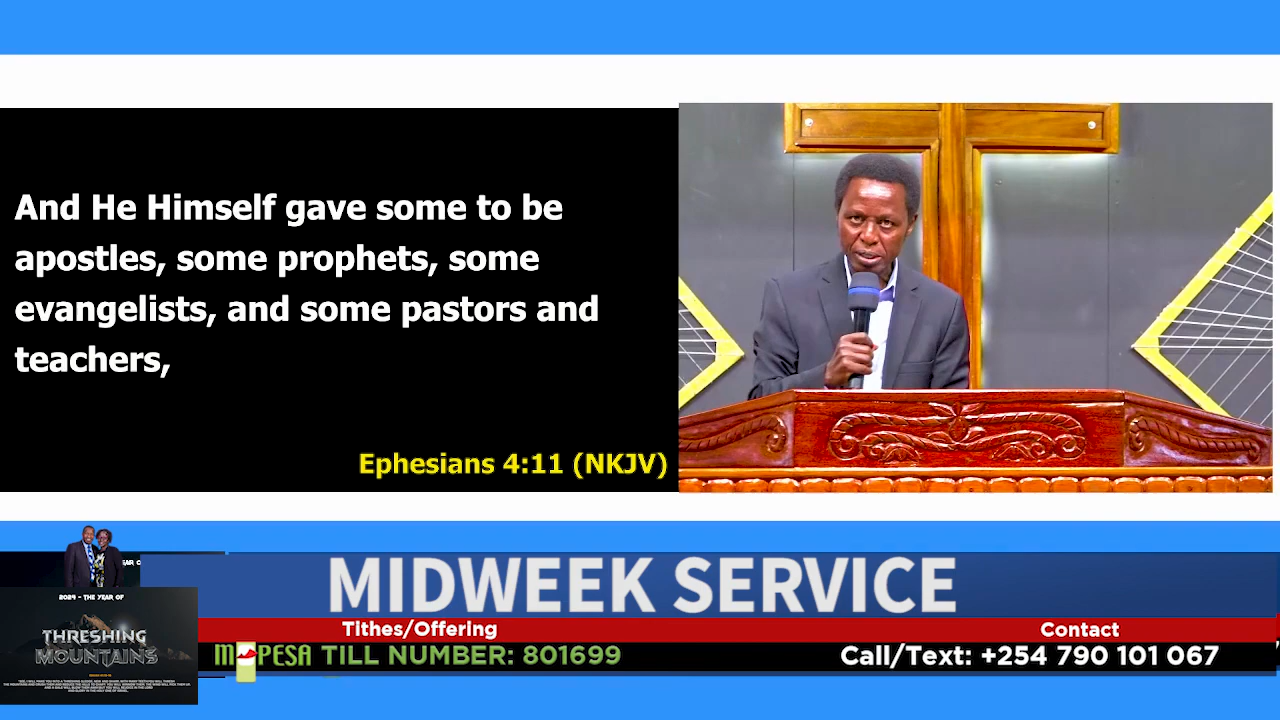 And He Himself gave some to be
apostles, some prophets, some
evangelists, and some pastors and
teachers,
Ephesians 4:11 (NKJV)
MIDWEEK SERVICE
Tithes/Offering
Contact
M-PESA TILL NUMBER: 801699
Call/Text: +254 790 101 067
2024 - THE YEAR OF
THRESHING
MOUNTAINS